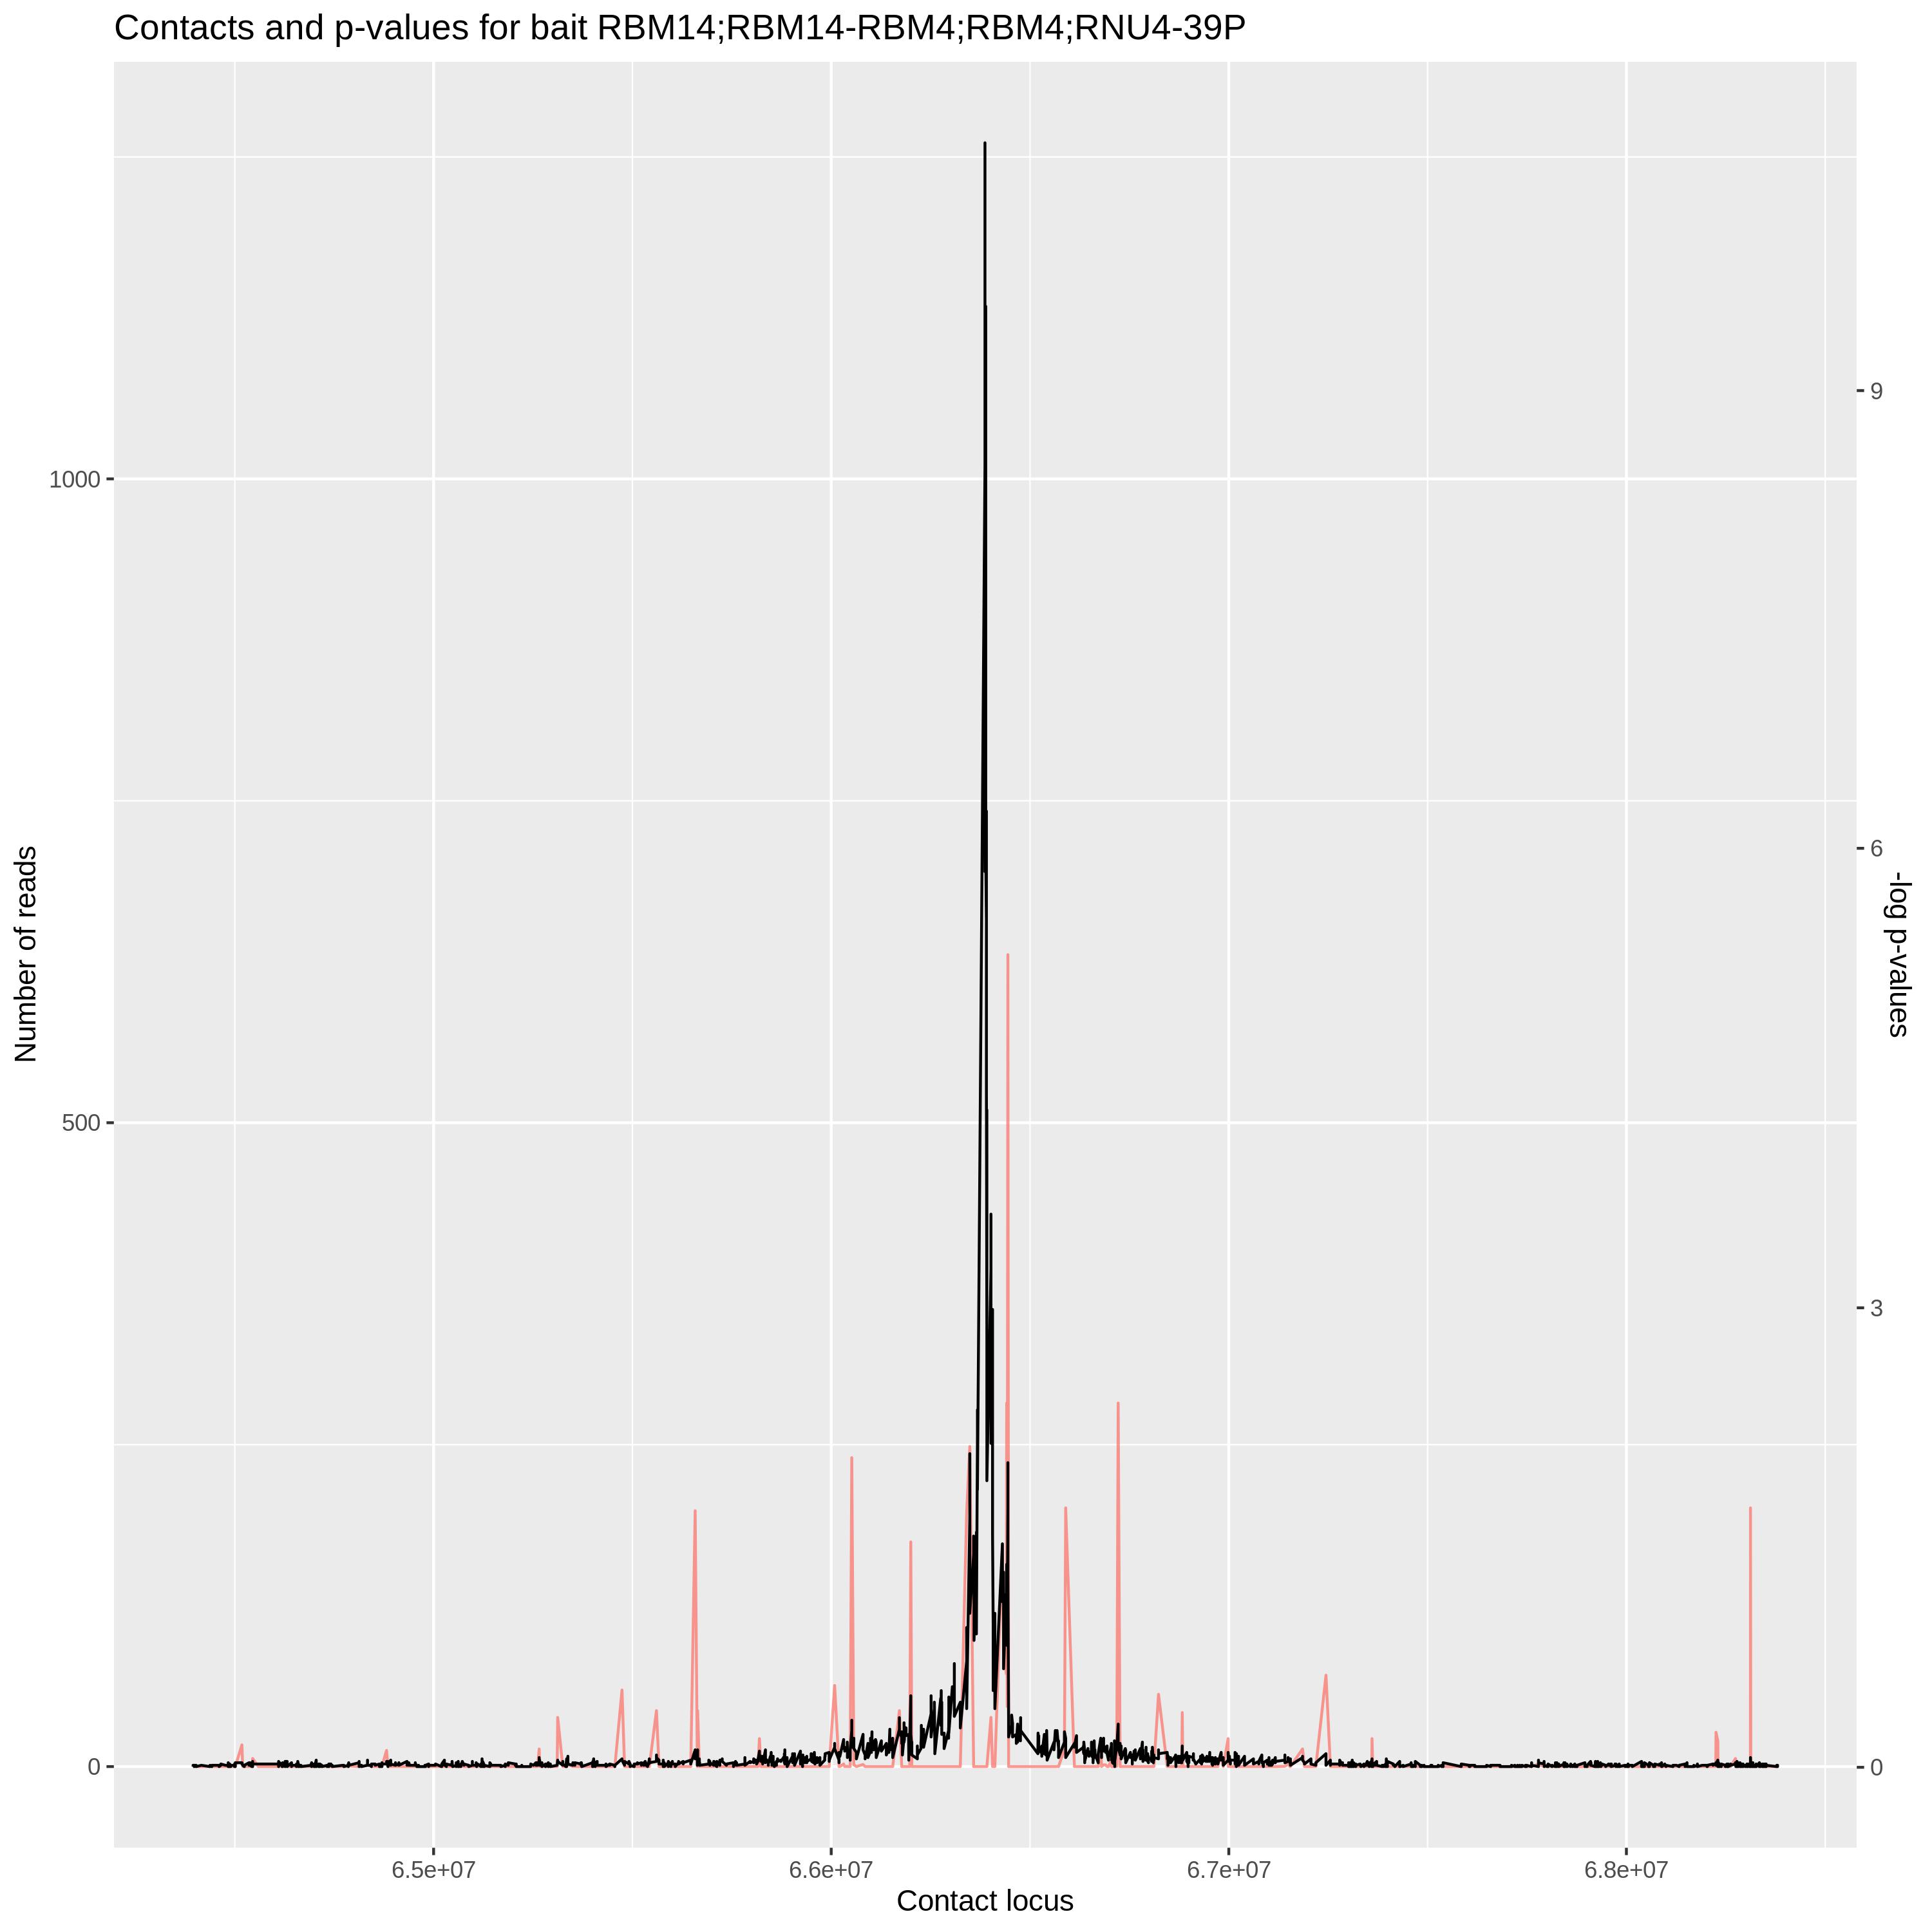 Contacts and p-values for bait RBM14;RBM14-RBM4;RBM4;RNU4-39P
Number of reads
1000
500
0
9
6
3
0
-log p-values
6.5e+07
6.6e+07
6.7e+07
6.8e+07
Contact locus